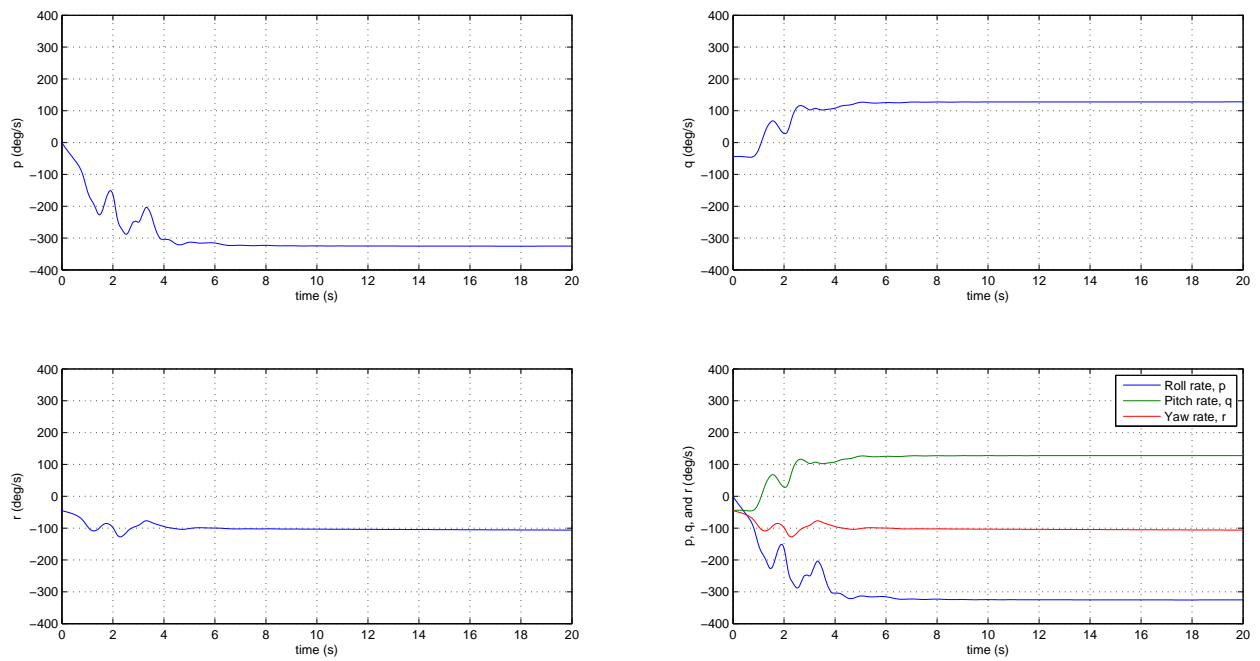 400
300
200
100
0
−100
−200
−300
−400
p (deg/s)
0 2 4 6 8 10 12 14 16 18 20
time (s)
400
300
200
100
0
−100
−200
−300
−400
q (deg/s)
0 2 4 6 8 10 12 14 16 18 20
time (s)
400
300
200
100
0
−100
−200
−300
−400
r (deg/s)
0 2 4 6 8 10 12 14 16 18 20
time (s)
400
300
200
100
0
−100
−200
−300
−400
p, q, and r (deg/s)
Roll rate, p
Pitch rate, q
Yaw rate, r
0 2 4 6 8 10 12 14 16 18 20
time (s)